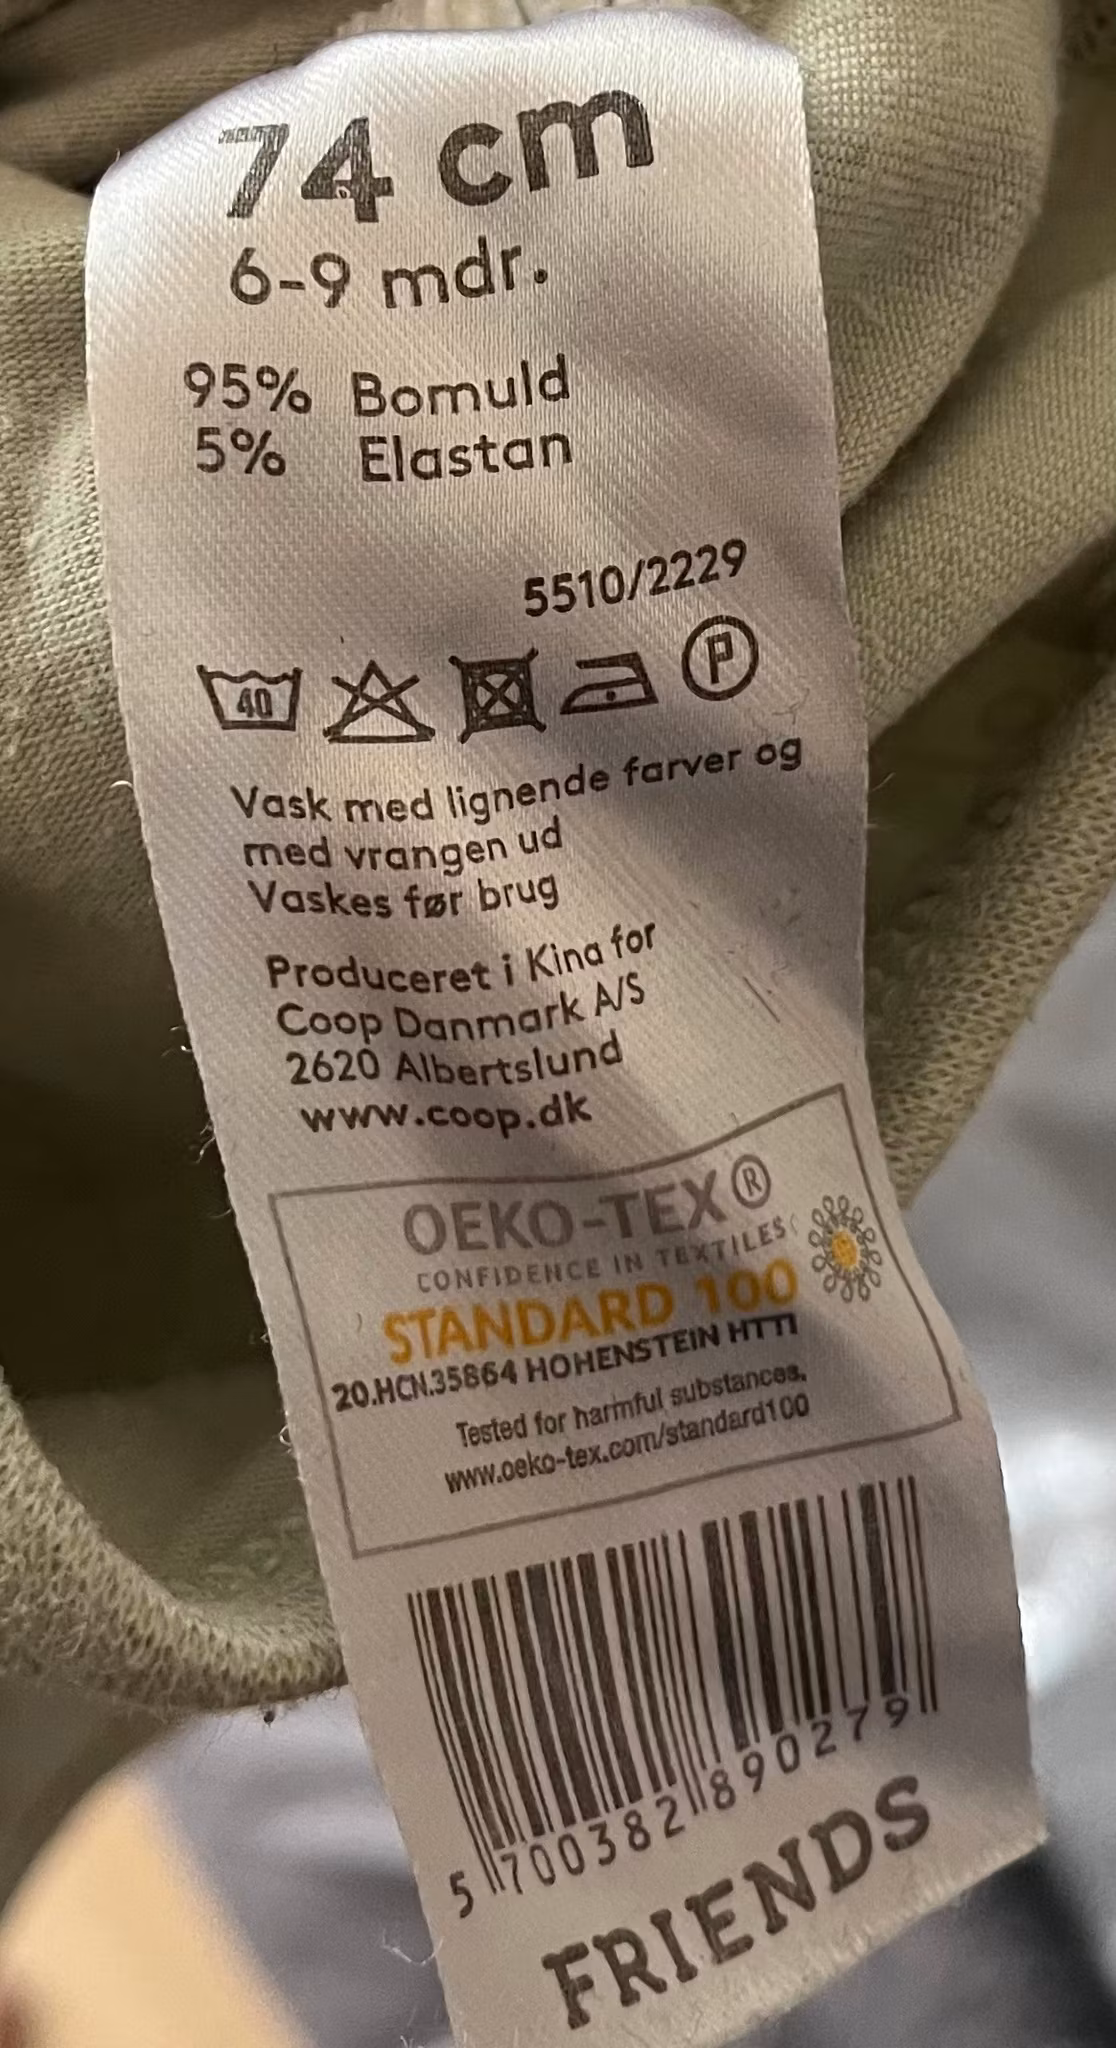 74 cm
6-9 mdr.
95% Bomuld
5% Elastan
5510/2229
40
P
Vask med lignende farver og
med vrangen ud
Vaskes før brug
Produceret i Kina for
Coop Danmark A/S
2620 Albertslund
www.coop.dk
OEKO-TEX®
CONFIDENCE IN TEXTILES
STANDARD 100
20.HCN.35864 HOHENSTEIN HTTI
Tested for harmful substances.
www.oeko-tex.com/standard100
5 700382 890279
FRIENDS